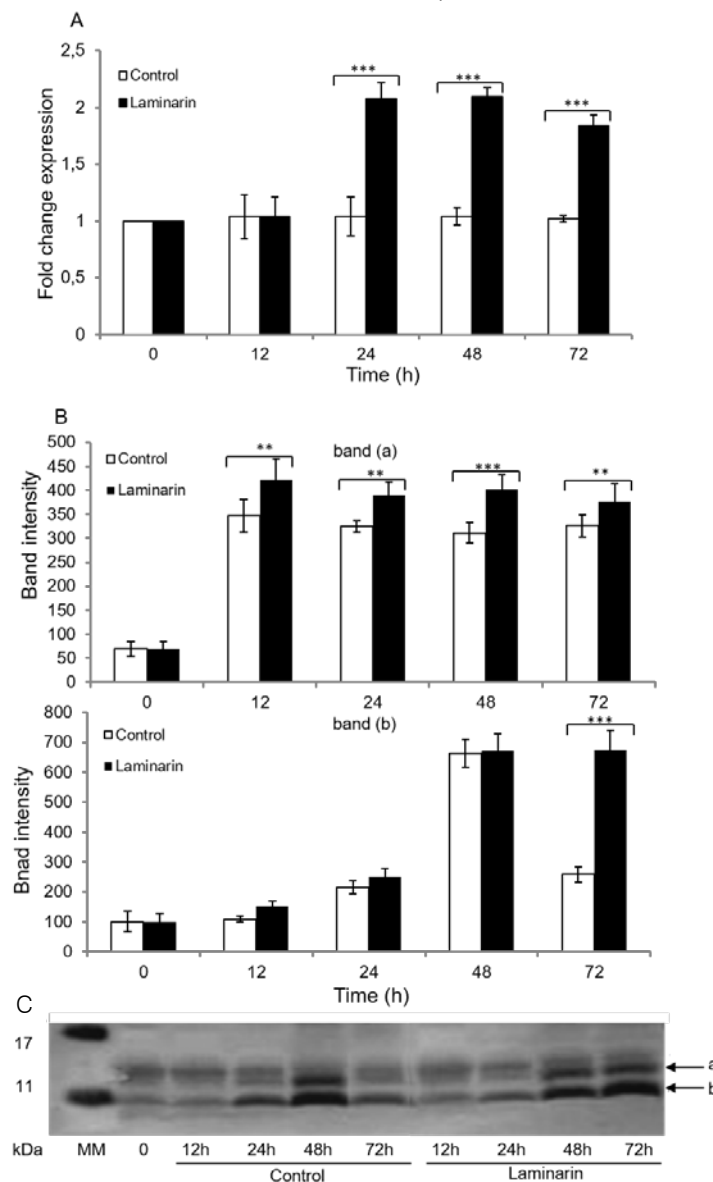 A
2,5
2
1,5
1
0,5
0
Fold change expression
Control
Laminarin
***
***
***
0 12 24 48 72
Time (h)
B
500
450
400
350
300
250
200
150
100
50
0
Band intensity
Control
Laminarin
band (a)
**
**
***
**
0 12 24 48 72
800
700
600
500
400
300
200
100
0
Bnad intensity
Control
Laminarin
band (b)
***
0 12 24 48 72
Time (h)
C
17
11
a
b
kDa MM 0 12h 24h 48h 72h 12h 24h 48h 72h
Control Laminarin